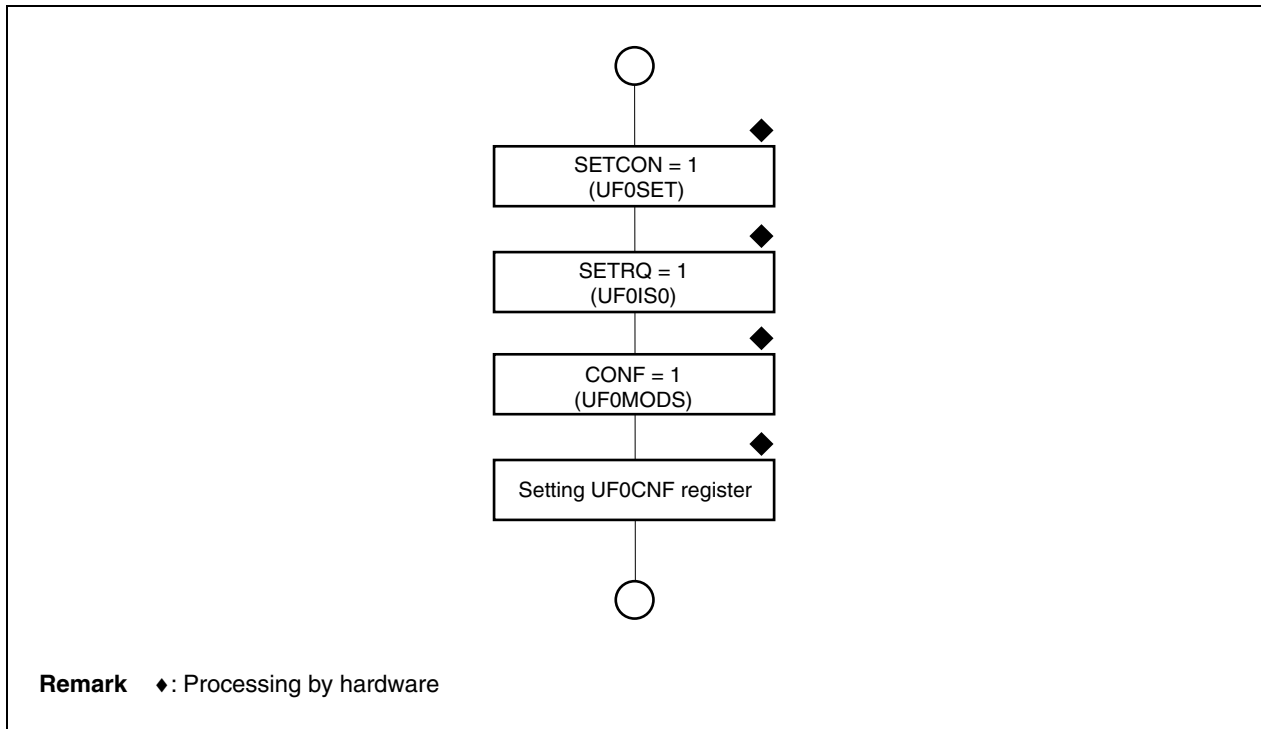 SETCON = 1
(UF0SET)
SETRQ = 1
(UF0IS0)
CONF = 1
(UF0MODS)
Setting UF0CNF register
Remark ♦: Processing by hardware